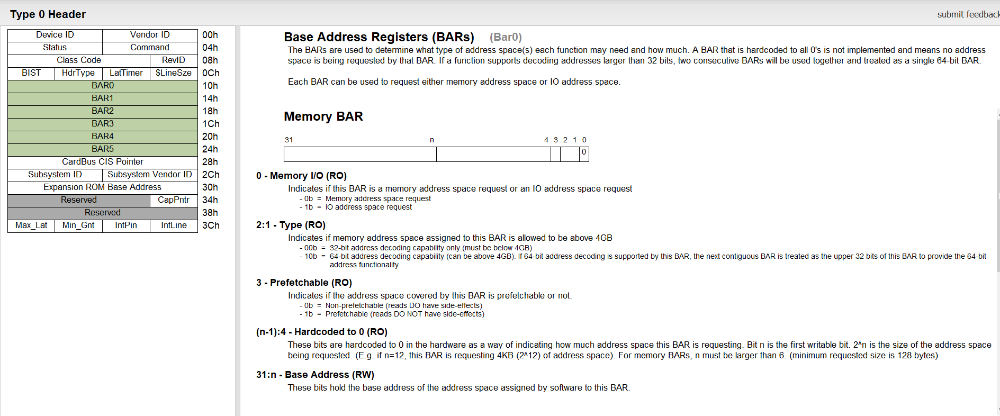 Type 0 Header
submit feedback
Device ID Vendor ID 00h
Status Command 04h
Class Code RevID 08h
BIST HdrType LatTimer $LineSze 0Ch
BAR0 10h
BAR1 14h
BAR2 18h
BAR3 1Ch
BAR4 20h
BAR5 24h
CardBus CIS Pointer 28h
Subsystem ID Subsystem Vendor ID 2Ch
Expansion ROM Base Address 30h
Reserved CapPntr 34h
Reserved 38h
Max_Lat Min_Gnt IntPin IntLine 3Ch
Base Address Registers (BARs) (Bar0)
The BARs are used to determine what type of address space(s) each function may need and how much. A BAR that is hardcoded to all 0's is not implemented and means no address
space is being requested by that BAR. If a function supports decoding addresses larger than 32 bits, two consecutive BARs will be used together and treated as a single 64-bit BAR.
Each BAR can be used to request either memory address space or IO address space.
Memory BAR
31 n 4 3 2 1 0
0
0 - Memory I/O (RO)
Indicates if this BAR is a memory address space request or an IO address space request
- 0b = Memory address space request
- 1b = IO address space request
2:1 - Type (RO)
Indicates if memory address space assigned to this BAR is allowed to be above 4GB
- 00b = 32-bit address decoding capability only (must be below 4GB)
- 10b = 64-bit address decoding capability (can be above 4GB). If 64-bit address decoding is supported by this BAR, the next contiguous BAR is treated as the upper 32 bits of this BAR to provide the 64-bit
address functionality.
3 - Prefetchable (RO)
Indicates if the address space covered by this BAR is prefetchable or not.
- 0b = Non-prefetchable (reads DO have side-effects)
- 1b = Prefetchable (reads DO NOT have side-effects)
(n-1):4 - Hardcoded to 0 (RO)
These bits are hardcoded to 0 in the hardware as a way of indicating how much address space this BAR is requesting. Bit n is the first writable bit. 2^n is the size of the address space
being requested. (E.g. if n=12, this BAR is requesting 4KB (2^12) of address space). For memory BARs, n must be larger than 6. (minimum requested size is 128 bytes)
31:n - Base Address (RW)
These bits hold the base address of the address space assigned by software to this BAR.